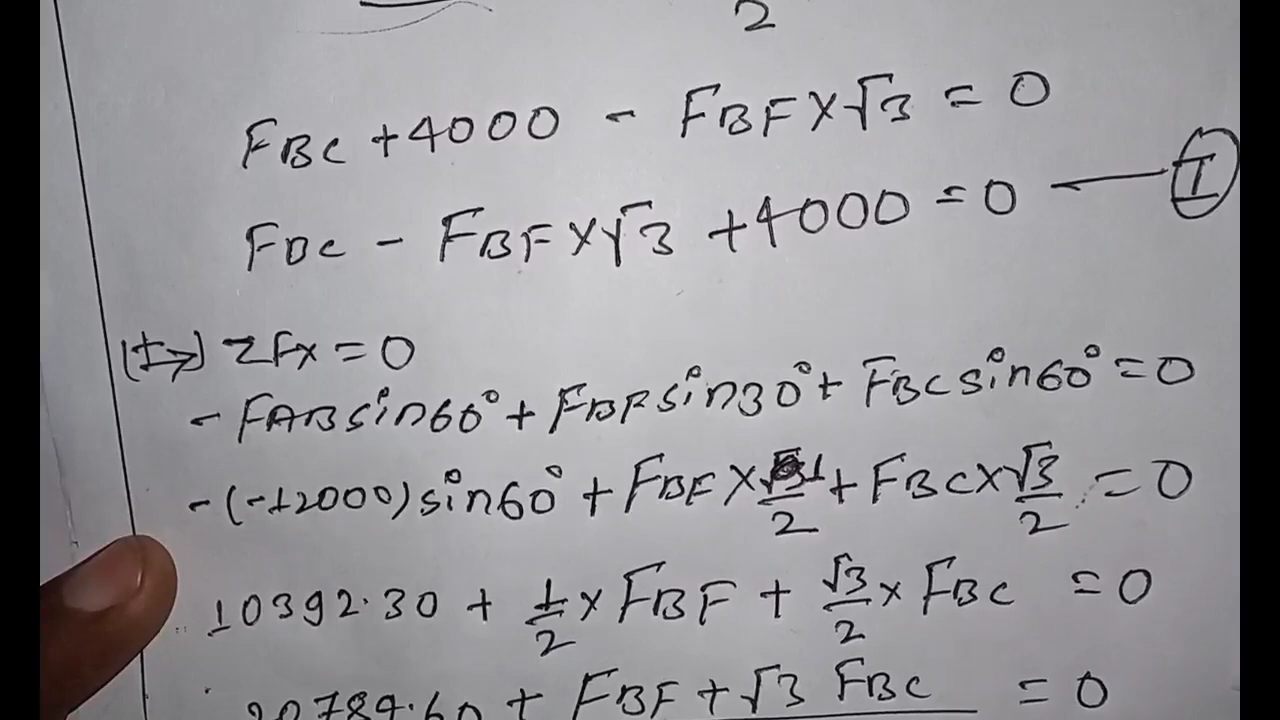 2
FBC + 4000 - FBF × √3 = 0
FBC - FBF × √3 + 4000 = 0 — I
(+→) ΣFx = 0
- FAB sin60° + FBF sin30° + FBC sin60° = 0
- (-12000) sin60° + FBF × 1/2 + FBC × √3/2 = 0
10392.30 + 1/2 × FBF + √3/2 × FBC = 0
20784.60 + FBF + √3 FBC = 0